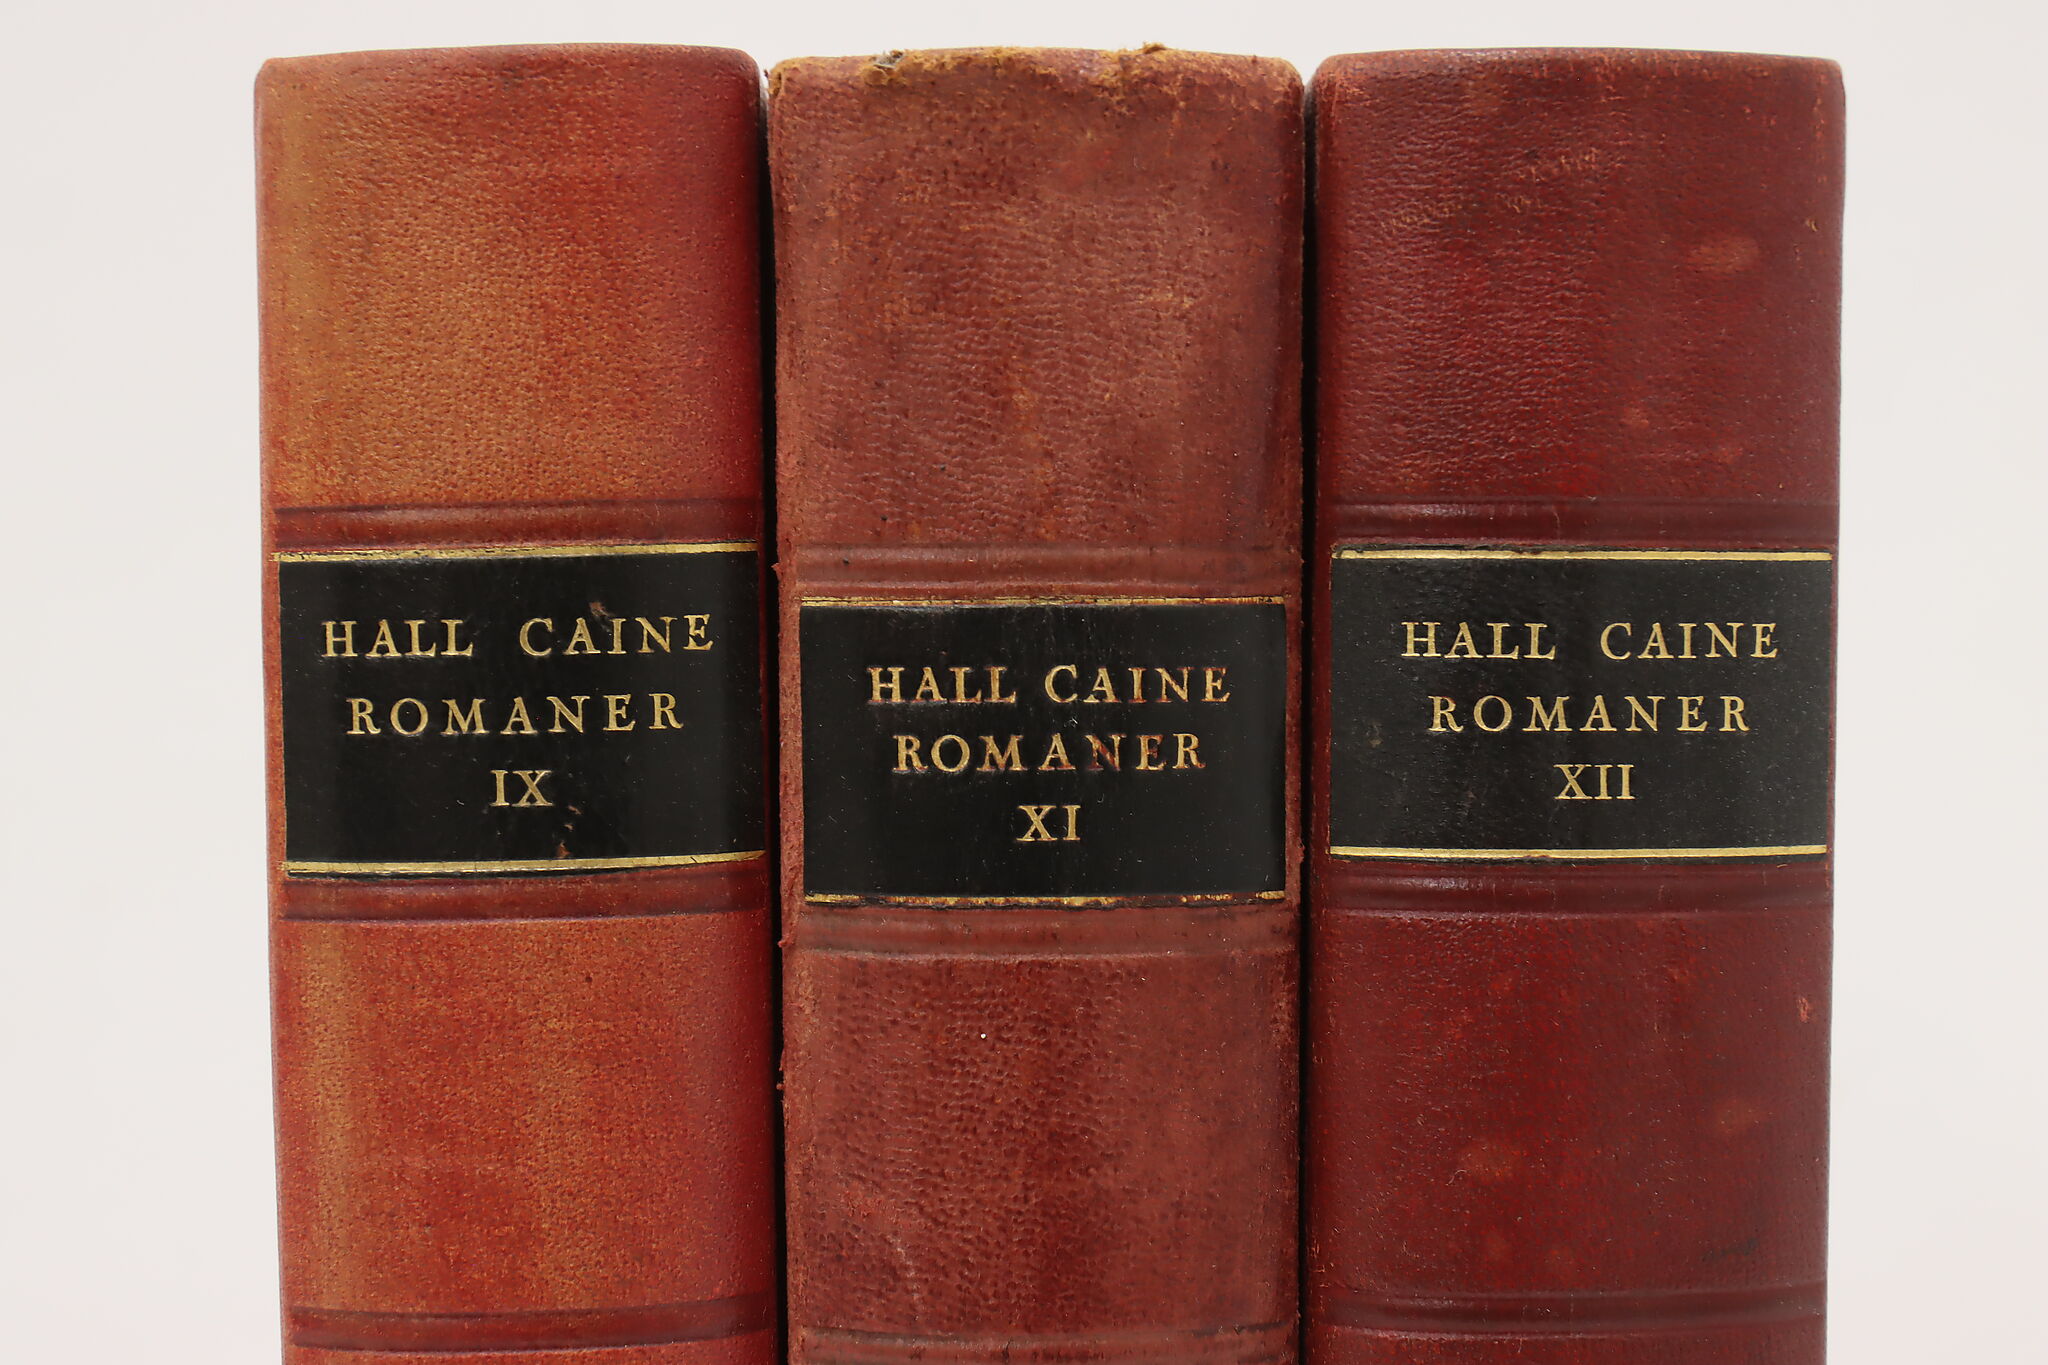 HALL CAINE
ROMANER
IX
HALL CAINE
ROMANER
XI
HALL CAINE
ROMANER
XII